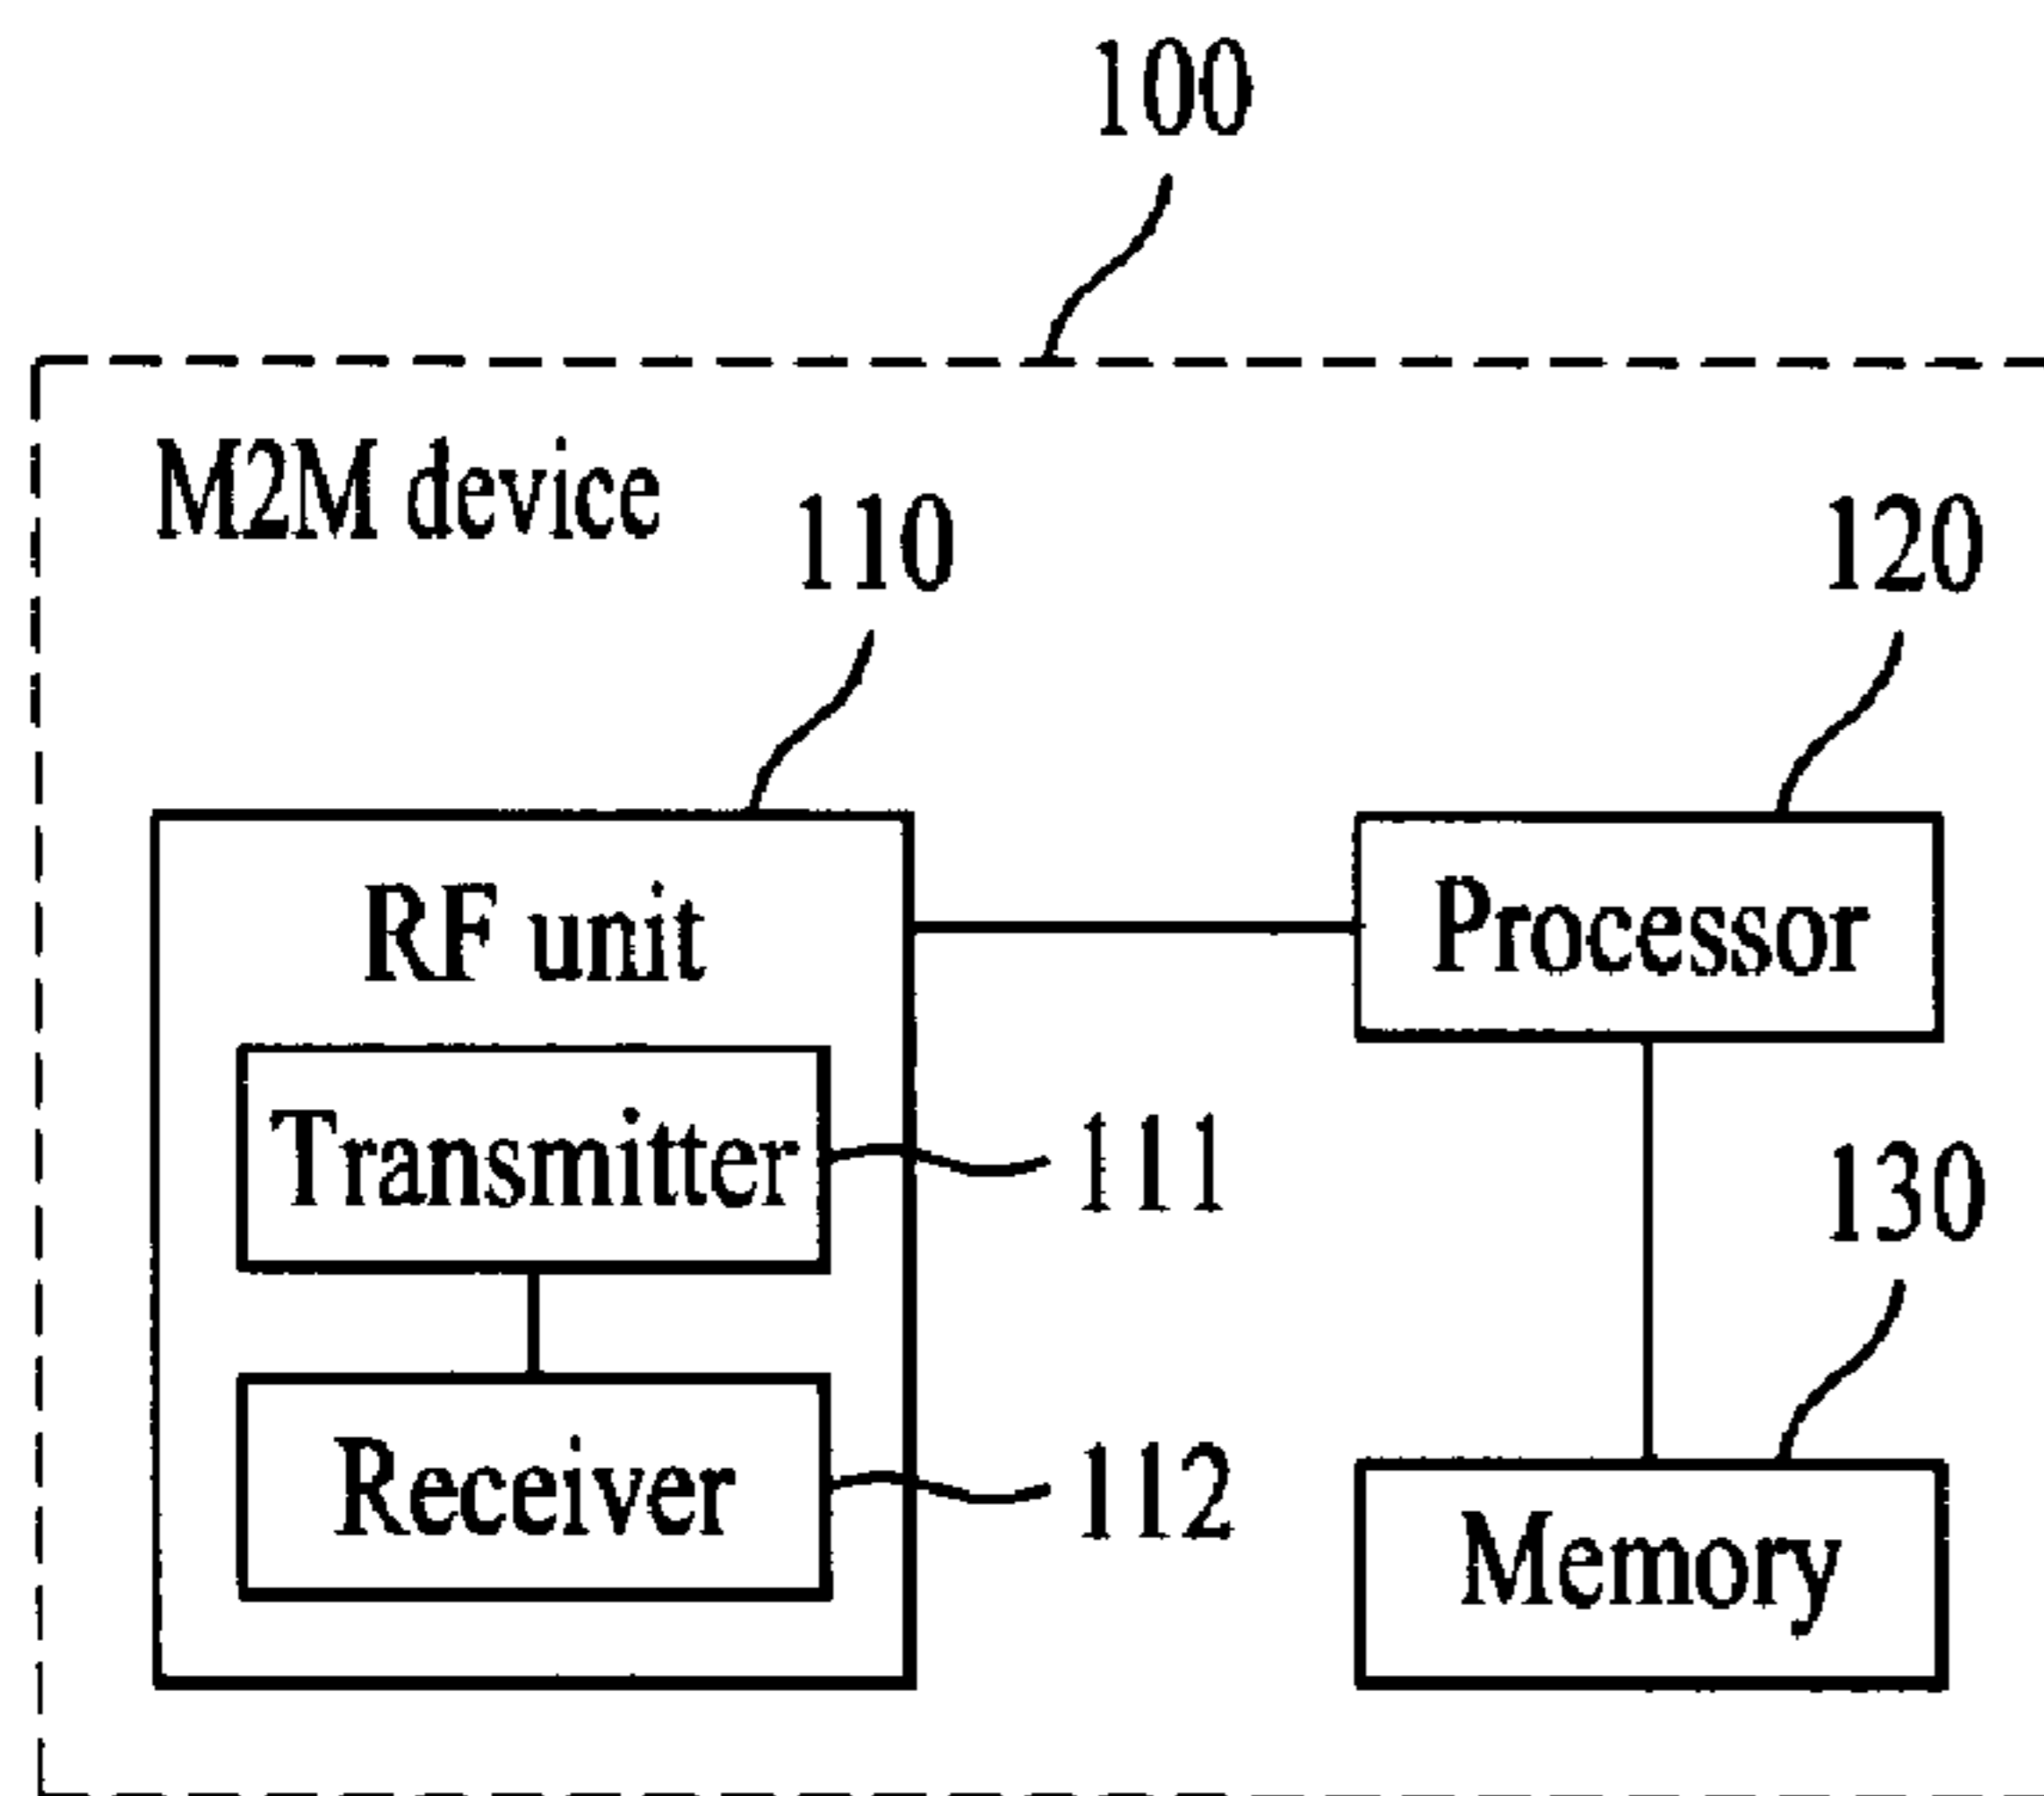 100
M2M device
110
120
RF unit
Processor
Transmitter
111
130
Receiver
112
Memory